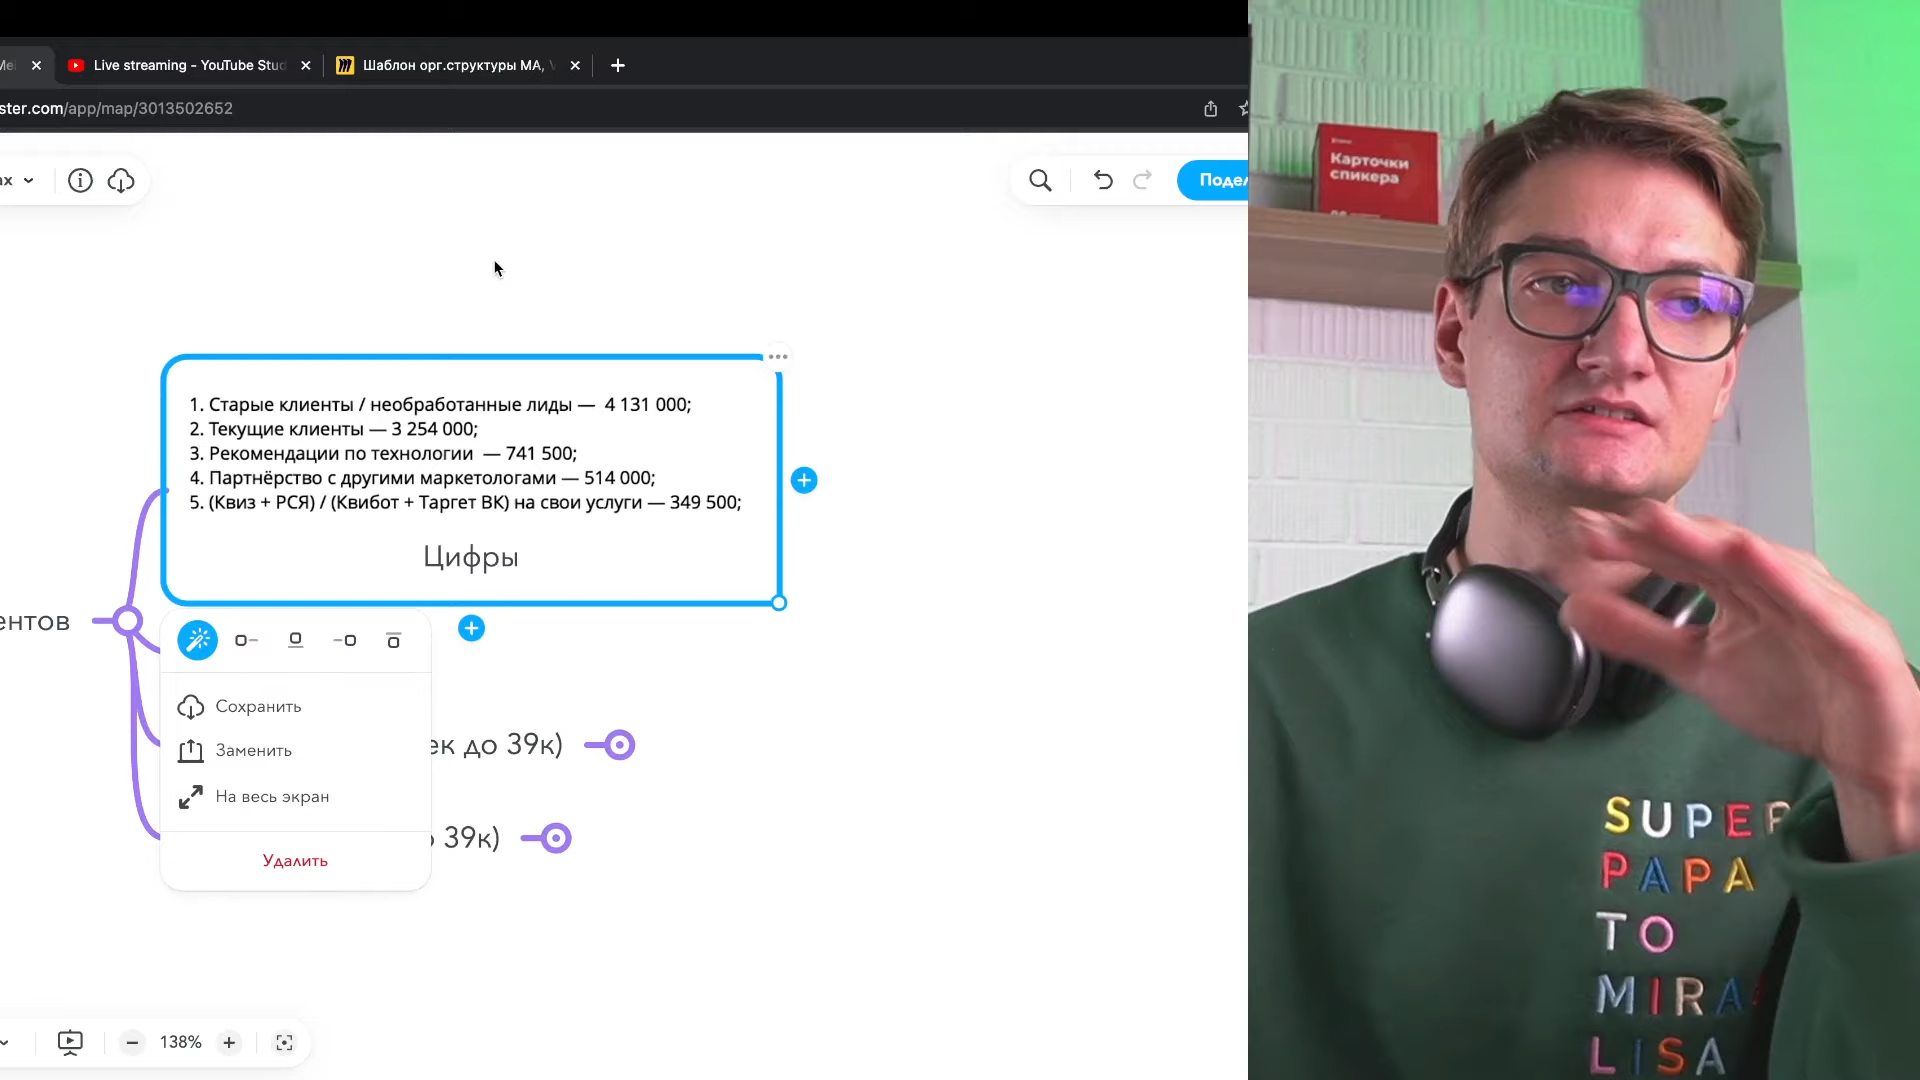 Live streaming - YouTube Stud
Шаблон орг.структуры МА,
ster.com/app/map/3013502652
Подел
1. Старые клиенты / необработанные лиды — 4 131 000;
2. Текущие клиенты — 3 254 000;
3. Рекомендации по технологии — 741 500;
4. Партнёрство с другими маркетологами — 514 000;
5. (Квиз + РСЯ) / (Квибот + Таргет ВК) на свои услуги — 349 500;
Цифры
ентов
Сохранить
Заменить
На весь экран
Удалить
ек до 39к)
39к)
138%
Карточки
спикера
SUPER
PAPA
TO
MIRA
LISA